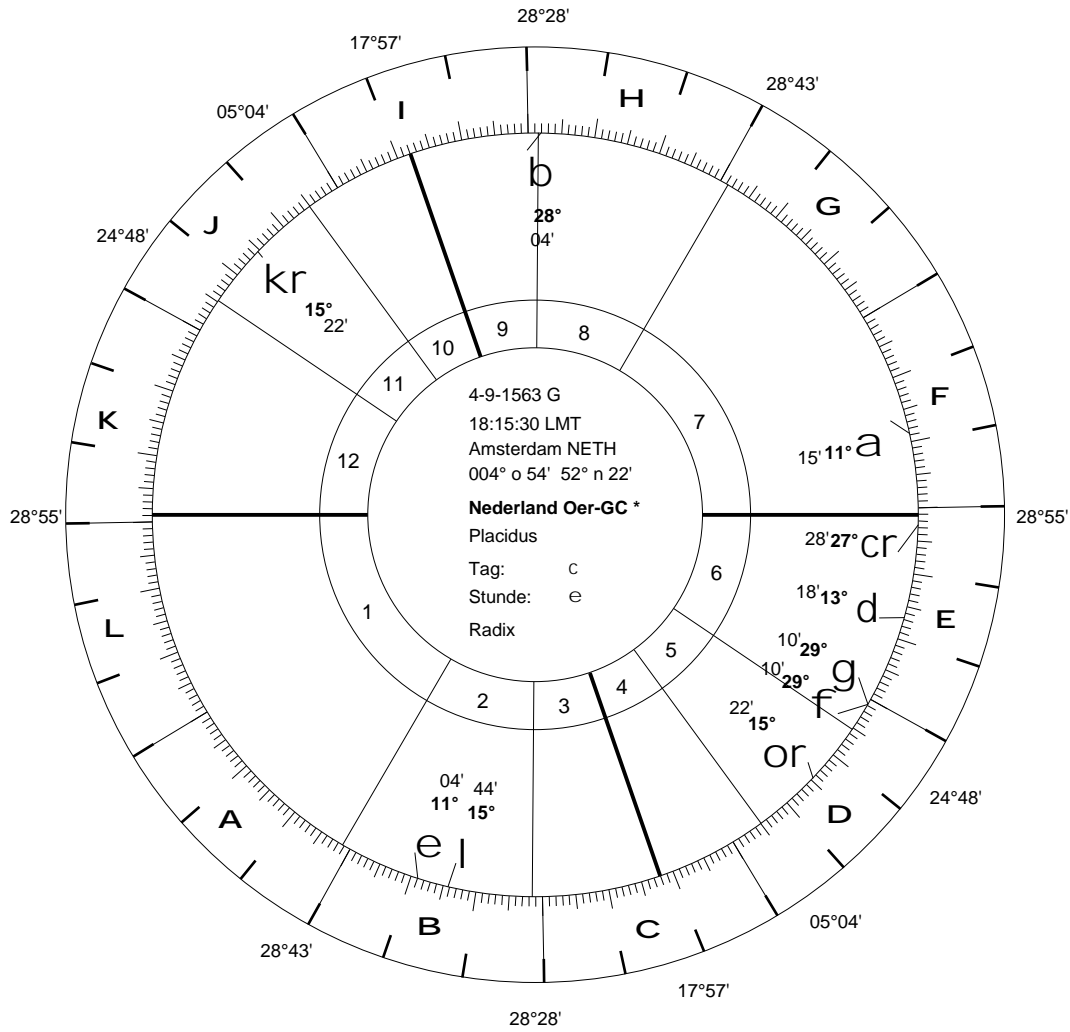 28°28'
17°57'
28°43'
05°04'
24°48'
28°55'
28°55'
24°48'
05°04'
17°57'
28°28'
28°43'
H
I
G
J
F
K
E
L
D
A
C
B
b
28°
04'
kr
15°
22'
15' 11° a
28' 27° cr
18' 13° d
10' 29° g
10' 29° f
22' 15° or
04' 44'
11° 15°
e l
9
8
10
11
7
12
6
1
5
4
2
3
4-9-1563 G
18:15:30 LMT
Amsterdam NETH
004° o 54' 52° n 22'
Nederland Oer-GC *
Placidus
Tag: c
Stunde: e
Radix